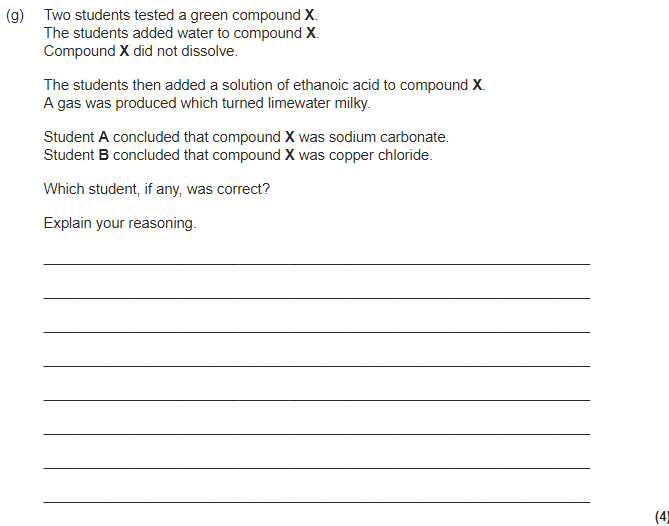 (g) Two students tested a green compound X.
The students added water to compound X.
Compound X did not dissolve.
The students then added a solution of ethanoic acid to compound X.
A gas was produced which turned limewater milky.
Student A concluded that compound X was sodium carbonate.
Student B concluded that compound X was copper chloride.
Which student, if any, was correct?
Explain your reasoning.
(4)